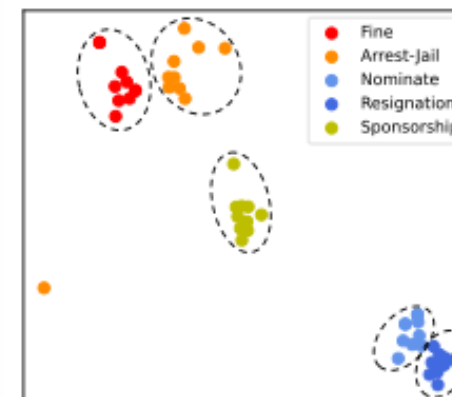 Fine
Arrest-Jail
Nominate
Resignation
Sponsorship